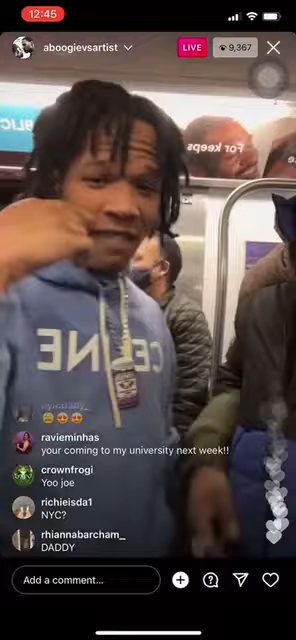 12:45
aboogievsartist
LIVE
9,367
BLIC
For keeps
CELINE
ravieminhas
your coming to my university next week!!
crownfrogi
Yoo joe
richieisda1
NYC?
rhiannabarcham_
DADDY
Add a comment...